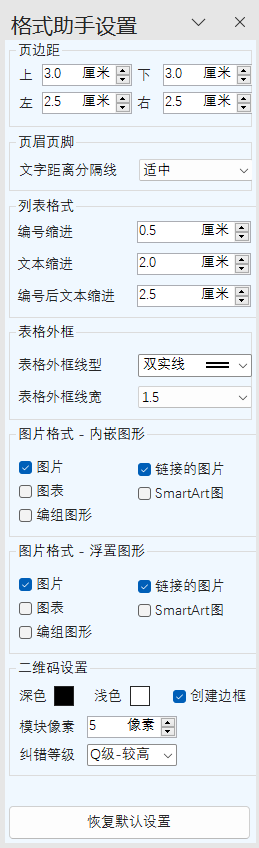 格式助手设置
页边距
上 3.0 厘米 下 3.0 厘米
左 2.5 厘米 右 2.5 厘米
页眉页脚
文字距离分隔线 适中
列表格式
编号缩进 0.5 厘米
文本缩进 2.0 厘米
编号后文本缩进 2.5 厘米
表格外框
表格外框线型 双实线
表格外框线宽 1.5
图片格式 - 内嵌图形
图片 链接的图片
图表 SmartArt图
编组图形
图片格式 - 浮置图形
图片 链接的图片
图表 SmartArt图
编组图形
二维码设置
深色 浅色 创建边框
模块像素 5 像素
纠错等级 Q级-较高
恢复默认设置